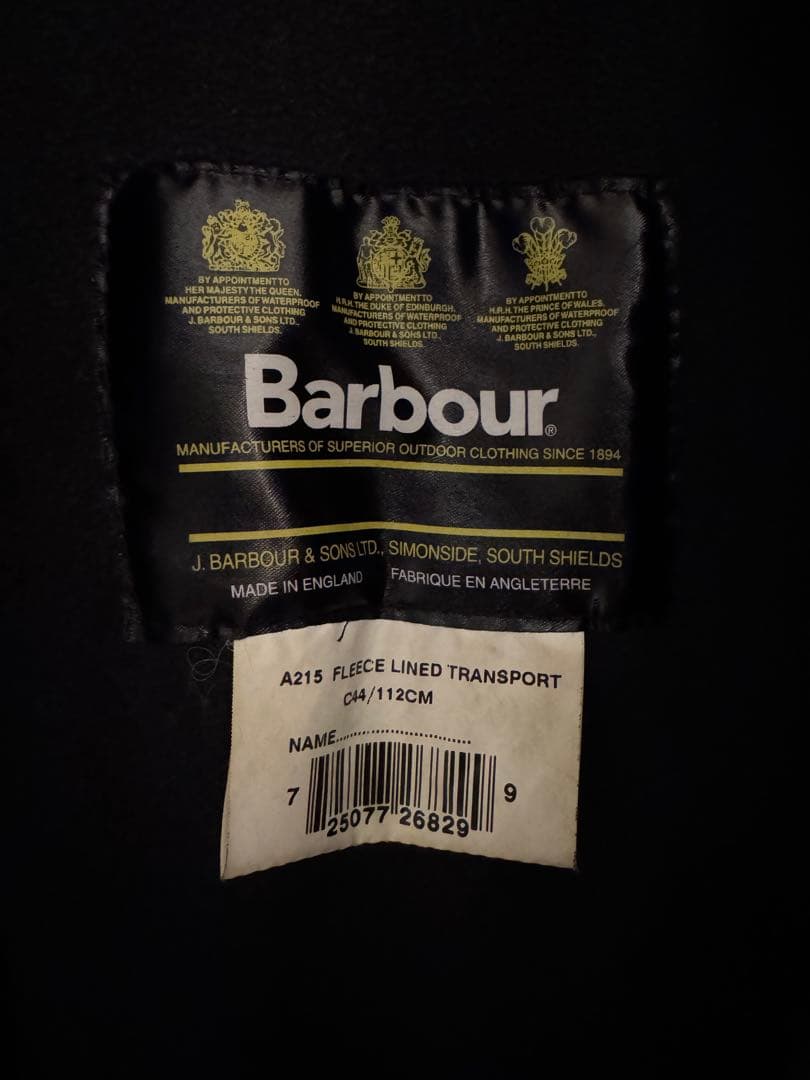 BY APPOINTMENT TO
HER MAJESTY THE QUEEN,
MANUFACTURERS OF WATERPROOF
AND PROTECTIVE CLOTHING
J. BARBOUR & SONS LTD.,
SOUTH SHIELDS.
BY APPOINTMENT TO
H.R.H. THE DUKE OF EDINBURGH,
MANUFACTURERS OF WATERPROOF
AND PROTECTIVE CLOTHING
J. BARBOUR & SONS LTD.,
SOUTH SHIELDS.
BY APPOINTMENT TO
H.R.H. THE PRINCE OF WALES,
MANUFACTURERS OF WATERPROOF
AND PROTECTIVE CLOTHING
J. BARBOUR & SONS LTD.,
SOUTH SHIELDS.
Barbour®
MANUFACTURERS OF SUPERIOR OUTDOOR CLOTHING SINCE 1894
J. BARBOUR & SONS LTD., SIMONSIDE, SOUTH SHIELDS
MADE IN ENGLAND FABRIQUE EN ANGLETERRE
A215 FLEECE LINED TRANSPORT
C44/112CM
NAME..............................
7 25077 26829 9